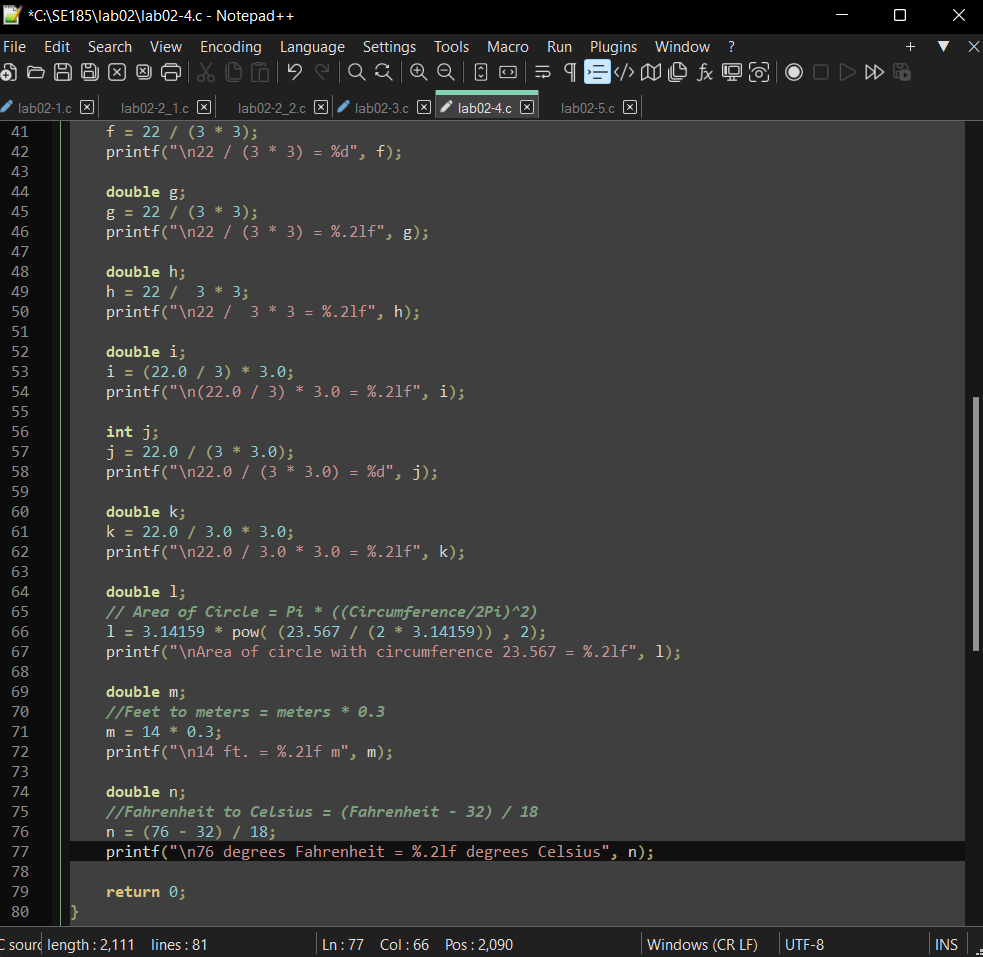 *C:\SE185\lab02\lab02-4.c - Notepad++
File Edit Search View Encoding Language Settings Tools Macro Run Plugins Window ?
lab02-1.c lab02-2_1.c lab02-2_2.c lab02-3.c lab02-4.c lab02-5.c
41 f = 22 / (3 * 3);
42 printf("\n22 / (3 * 3) = %d", f);
43
44 double g;
45 g = 22 / (3 * 3);
46 printf("\n22 / (3 * 3) = %.2lf", g);
47
48 double h;
49 h = 22 /  3 * 3;
50 printf("\n22 /  3 * 3 = %.2lf", h);
51
52 double i;
53 i = (22.0 / 3) * 3.0;
54 printf("\n(22.0 / 3) * 3.0 = %.2lf", i);
55
56 int j;
57 j = 22.0 / (3 * 3.0);
58 printf("\n22.0 / (3 * 3.0) = %d", j);
59
60 double k;
61 k = 22.0 / 3.0 * 3.0;
62 printf("\n22.0 / 3.0 * 3.0 = %.2lf", k);
63
64 double l;
65 // Area of Circle = Pi * ((Circumference/2Pi)^2)
66 l = 3.14159 * pow( (23.567 / (2 * 3.14159)) , 2);
67 printf("\nArea of circle with circumference 23.567 = %.2lf", l);
68
69 double m;
70 //Feet to meters = meters * 0.3
71 m = 14 * 0.3;
72 printf("\n14 ft. = %.2lf m", m);
73
74 double n;
75 //Fahrenheit to Celsius = (Fahrenheit - 32) / 18
76 n = (76 - 32) / 18;
77 printf("\n76 degrees Fahrenheit = %.2lf degrees Celsius", n);
78
79 return 0;
80 }
C sourc length : 2,111 lines : 81 Ln : 77 Col : 66 Pos : 2,090 Windows (CR LF) UTF-8 INS